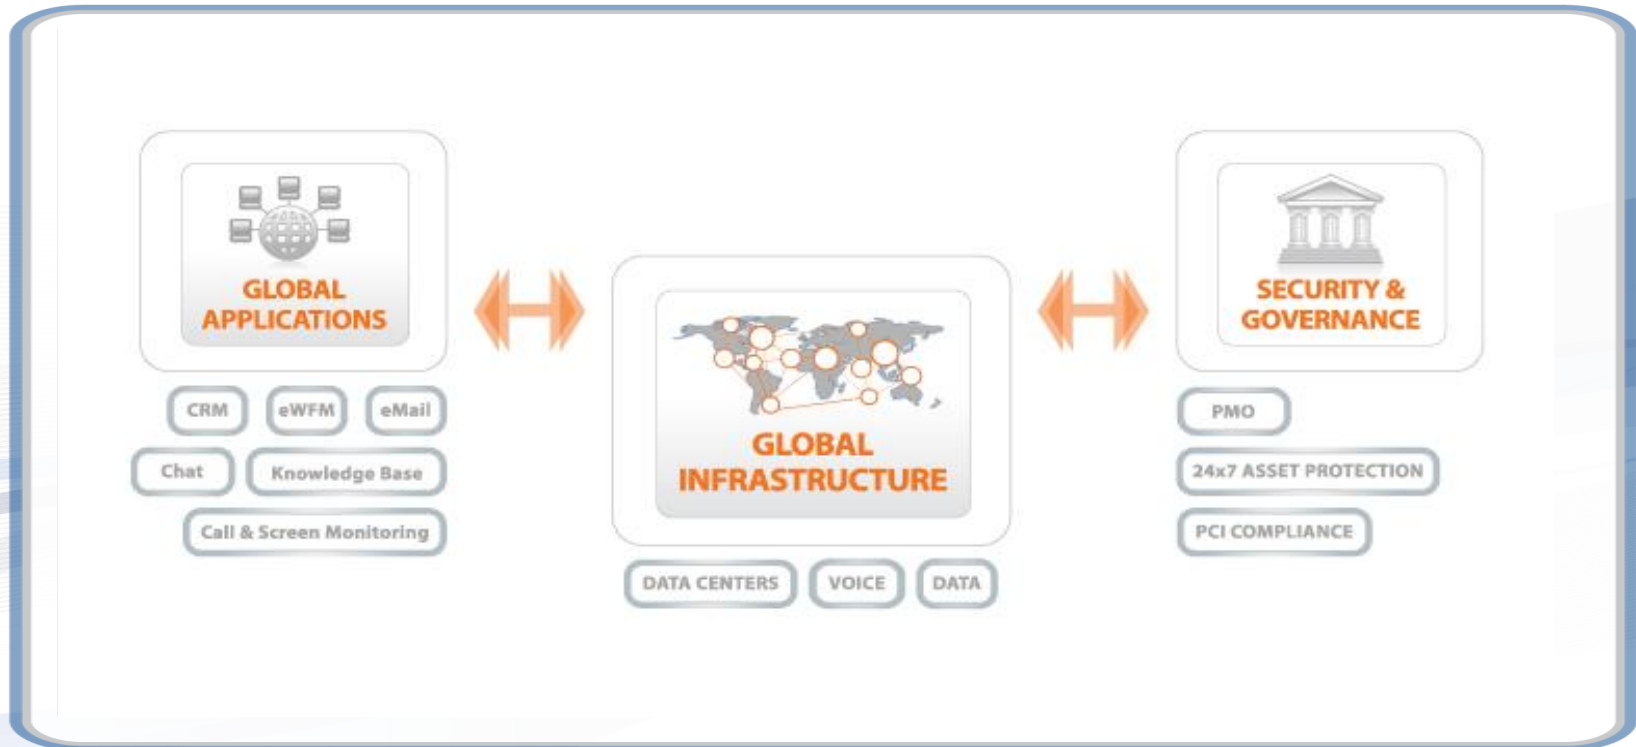 GLOBAL
APPLICATIONS
CRM
eWFM
eMail
Chat
Knowledge Base
Call & Screen Monitoring
GLOBAL
INFRASTRUCTURE
DATA CENTERS
VOICE
DATA
SECURITY &
GOVERNANCE
PMO
24x7 ASSET PROTECTION
PCI COMPLIANCE